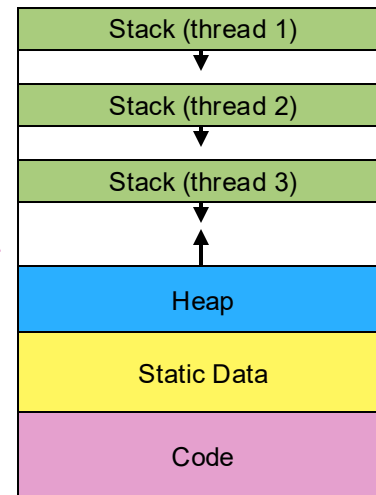 Stack (thread 1)
Stack (thread 2)
Stack (thread 3)
Heap
Static Data
Code